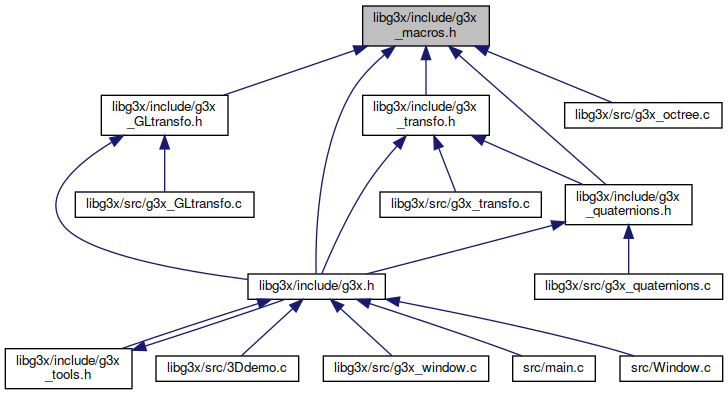 libg3x/include/g3x
_macros.h
libg3x/include/g3x
_GLtransfo.h
libg3x/include/g3x
_transfo.h
libg3x/src/g3x_octree.c
libg3x/src/g3x_GLtransfo.c
libg3x/src/g3x_transfo.c
libg3x/include/g3x
_quaternions.h
libg3x/include/g3x.h
libg3x/src/g3x_quaternions.c
libg3x/include/g3x
_tools.h
libg3x/src/3Ddemo.c
libg3x/src/g3x_window.c
src/main.c
src/Window.c